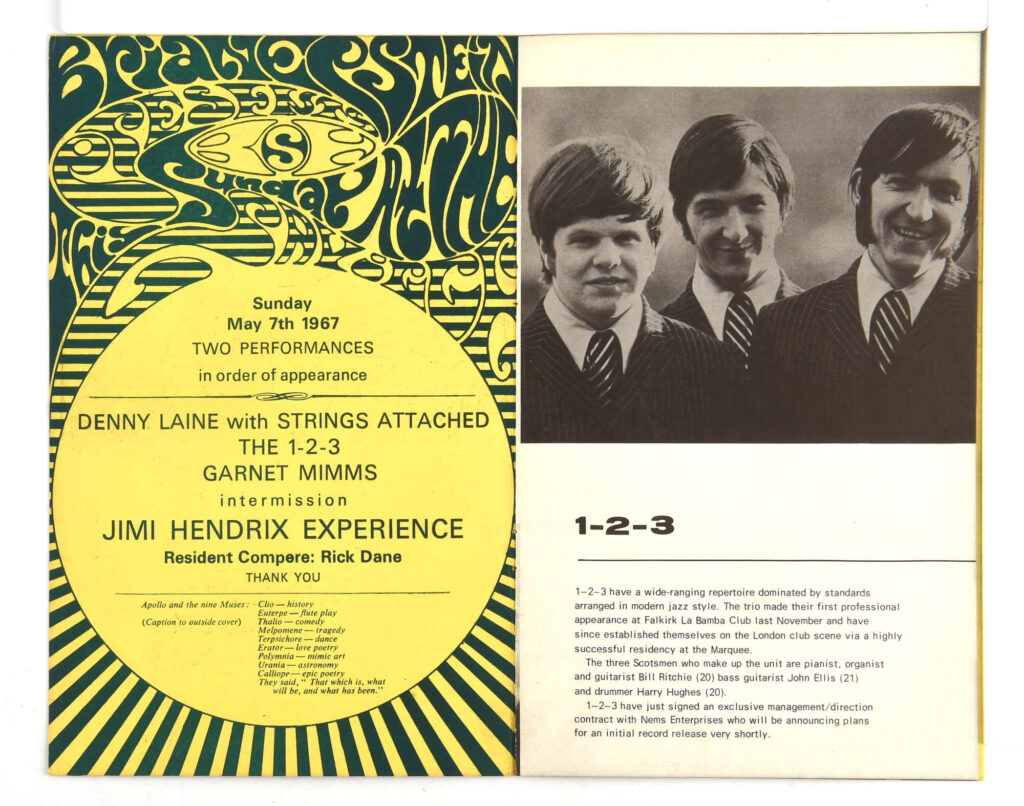 Brian Epstein
Presents
S
Sunday
At The
Sunday
May 7th 1967
TWO PERFORMANCES
in order of appearance
DENNY LAINE with STRINGS ATTACHED
THE 1-2-3
GARNET MIMMS
intermission
JIMI HENDRIX EXPERIENCE
Resident Compere: Rick Dane
THANK YOU
Apollo and the nine Muses: Clio — history
Euterpe — flute play
(Caption to outside cover) Thalio — comedy
Melpomene — tragedy
Terpsichore — dance
Erator — love poetry
Polymnia — mimic art
Urania — astronomy
Calliope — epic poetry
They said, " That which is, what
will be, and what has been."
1-2-3
1-2-3 have a wide-ranging repertoire dominated by standards
arranged in modern jazz style. The trio made their first professional
appearance at Falkirk La Bamba Club last November and have
since established themselves on the London club scene via a highly
successful residency at the Marquee.
The three Scotsmen who make up the unit are pianist, organist
and guitarist Bill Ritchie (20) bass guitarist John Ellis (21)
and drummer Harry Hughes (20).
1-2-3 have just signed an exclusive management/direction
contract with Nems Enterprises who will be announcing plans
for an initial record release very shortly.